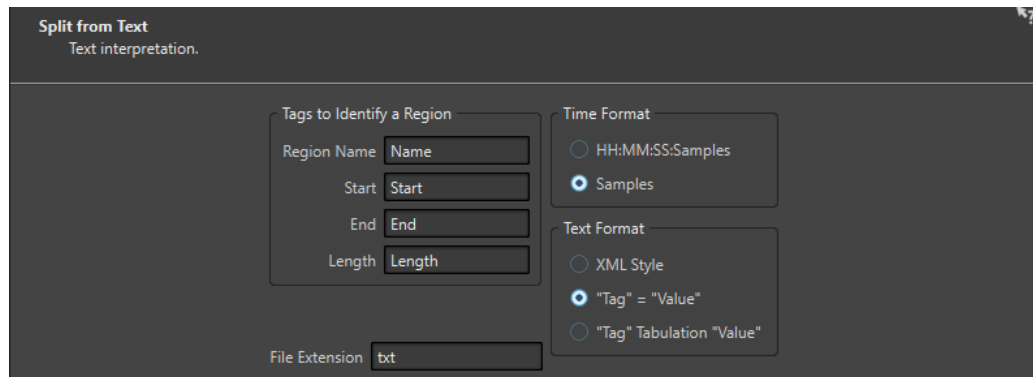 Split from Text
Text interpretation.
Tags to Identify a Region
Region Name Name
Start Start
End End
Length Length
File Extension txt
Time Format
HH:MM:SS:Samples
Samples
Text Format
XML Style
"Tag" = "Value"
"Tag" Tabulation "Value"